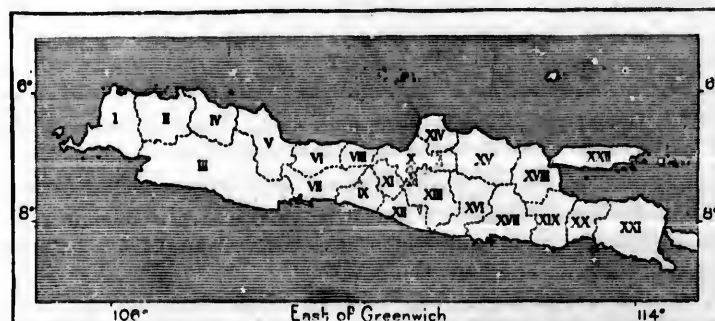 6° 6°
I II IV
XIV
V VI VIII X XV XXII
III XVIII
VII IX XI XIII XVI
XII XVII XIX XX XXI
8° 8°
106° East of Greenwich 114°